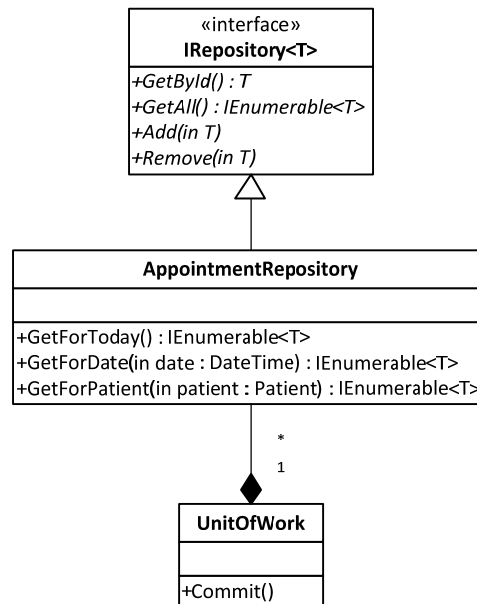 «interface»
IRepository<T>
+GetById() : T
+GetAll() : IEnumerable<T>
+Add(in T)
+Remove(in T)
AppointmentRepository
+GetForToday() : IEnumerable<T>
+GetForDate(in date : DateTime) : IEnumerable<T>
+GetForPatient(in patient : Patient) : IEnumerable<T>
*
1
UnitOfWork
+Commit()